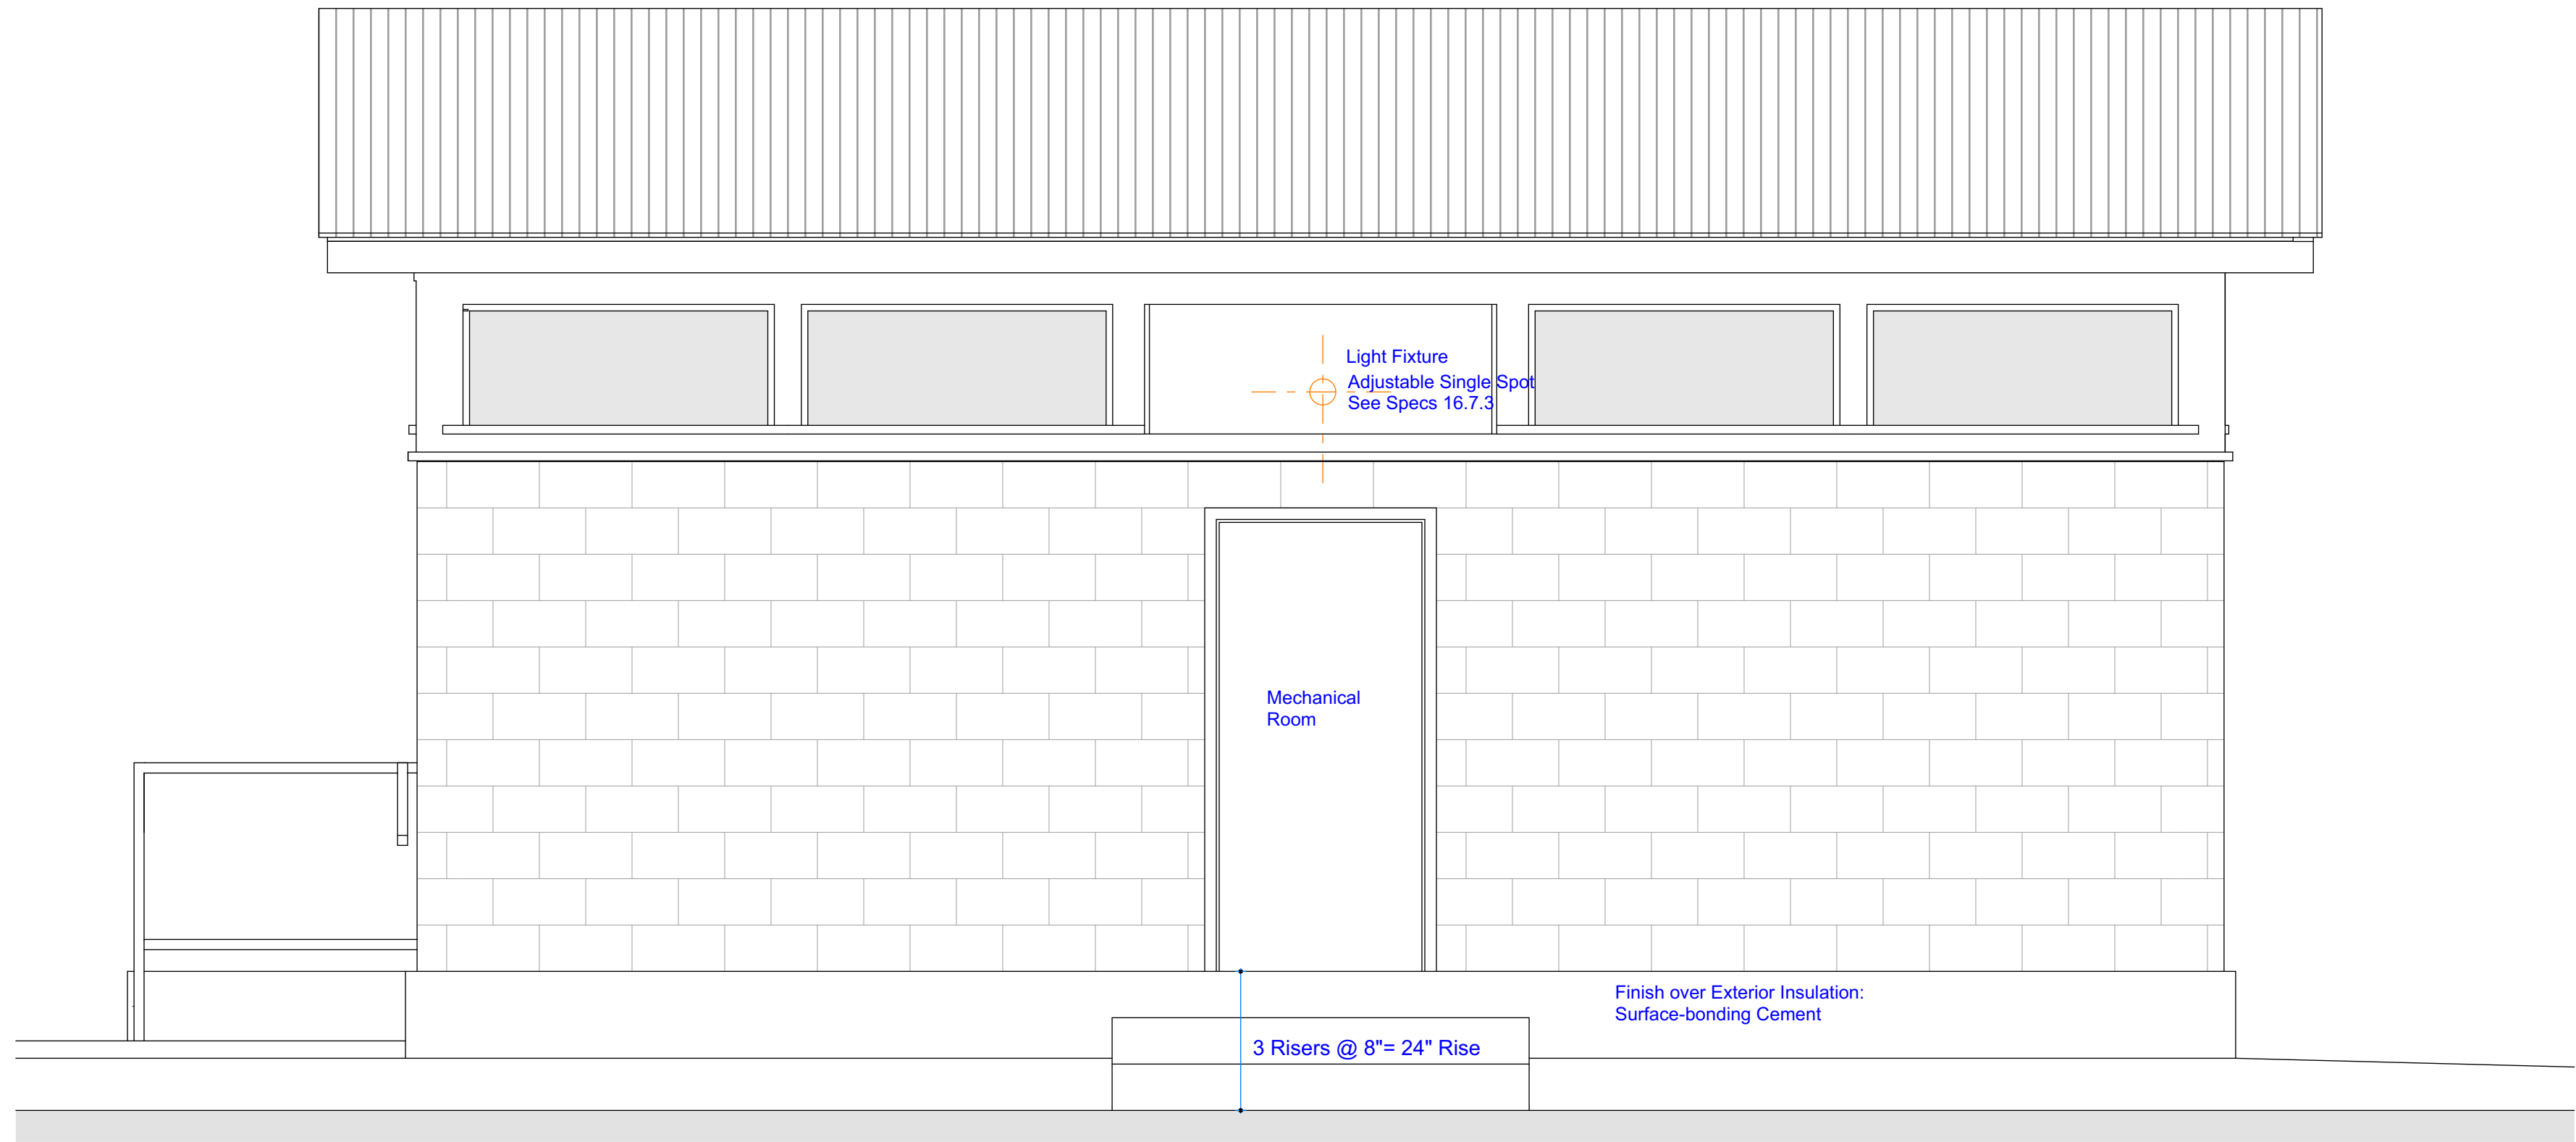 Light Fixture
Adjustable Single Spot
See Specs 16.7.3
Mechanical
Room
Finish over Exterior Insulation:
Surface-bonding Cement
3 Risers @ 8"= 24" Rise